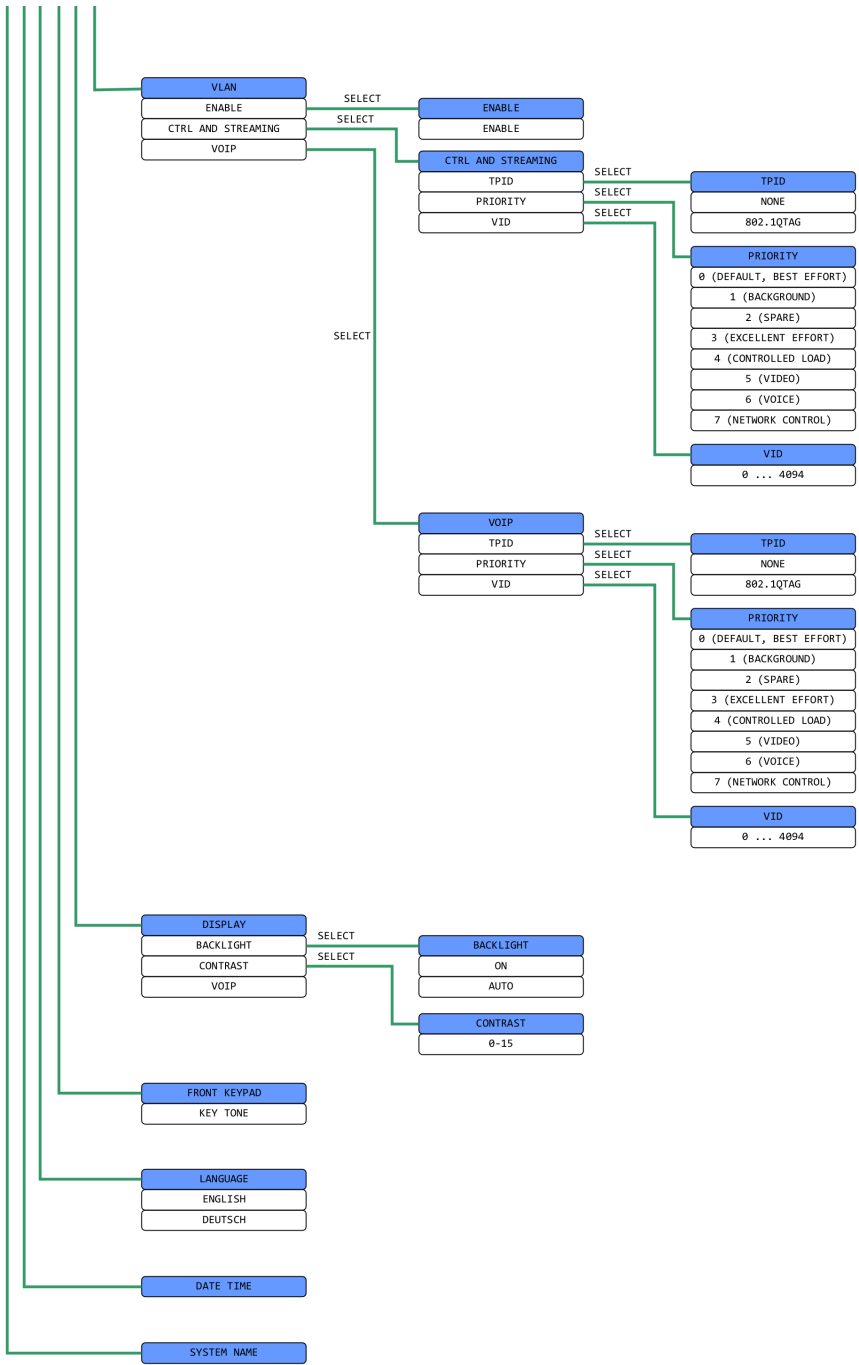 VLAN
ENABLE
CTRL AND STREAMING
VOIP
SELECT
SELECT
SELECT
ENABLE
ENABLE
CTRL AND STREAMING
TPID
PRIORITY
VID
SELECT
SELECT
SELECT
TPID
NONE
802.1QTAG
PRIORITY
0 (DEFAULT, BEST EFFORT)
1 (BACKGROUND)
2 (SPARE)
3 (EXCELLENT EFFORT)
4 (CONTROLLED LOAD)
5 (VIDEO)
6 (VOICE)
7 (NETWORK CONTROL)
VID
0 ... 4094
VOIP
TPID
PRIORITY
VID
SELECT
SELECT
SELECT
TPID
NONE
802.1QTAG
PRIORITY
0 (DEFAULT, BEST EFFORT)
1 (BACKGROUND)
2 (SPARE)
3 (EXCELLENT EFFORT)
4 (CONTROLLED LOAD)
5 (VIDEO)
6 (VOICE)
7 (NETWORK CONTROL)
VID
0 ... 4094
DISPLAY
BACKLIGHT
CONTRAST
VOIP
SELECT
SELECT
BACKLIGHT
ON
AUTO
CONTRAST
0-15
FRONT KEYPAD
KEY TONE
LANGUAGE
ENGLISH
DEUTSCH
DATE TIME
SYSTEM NAME